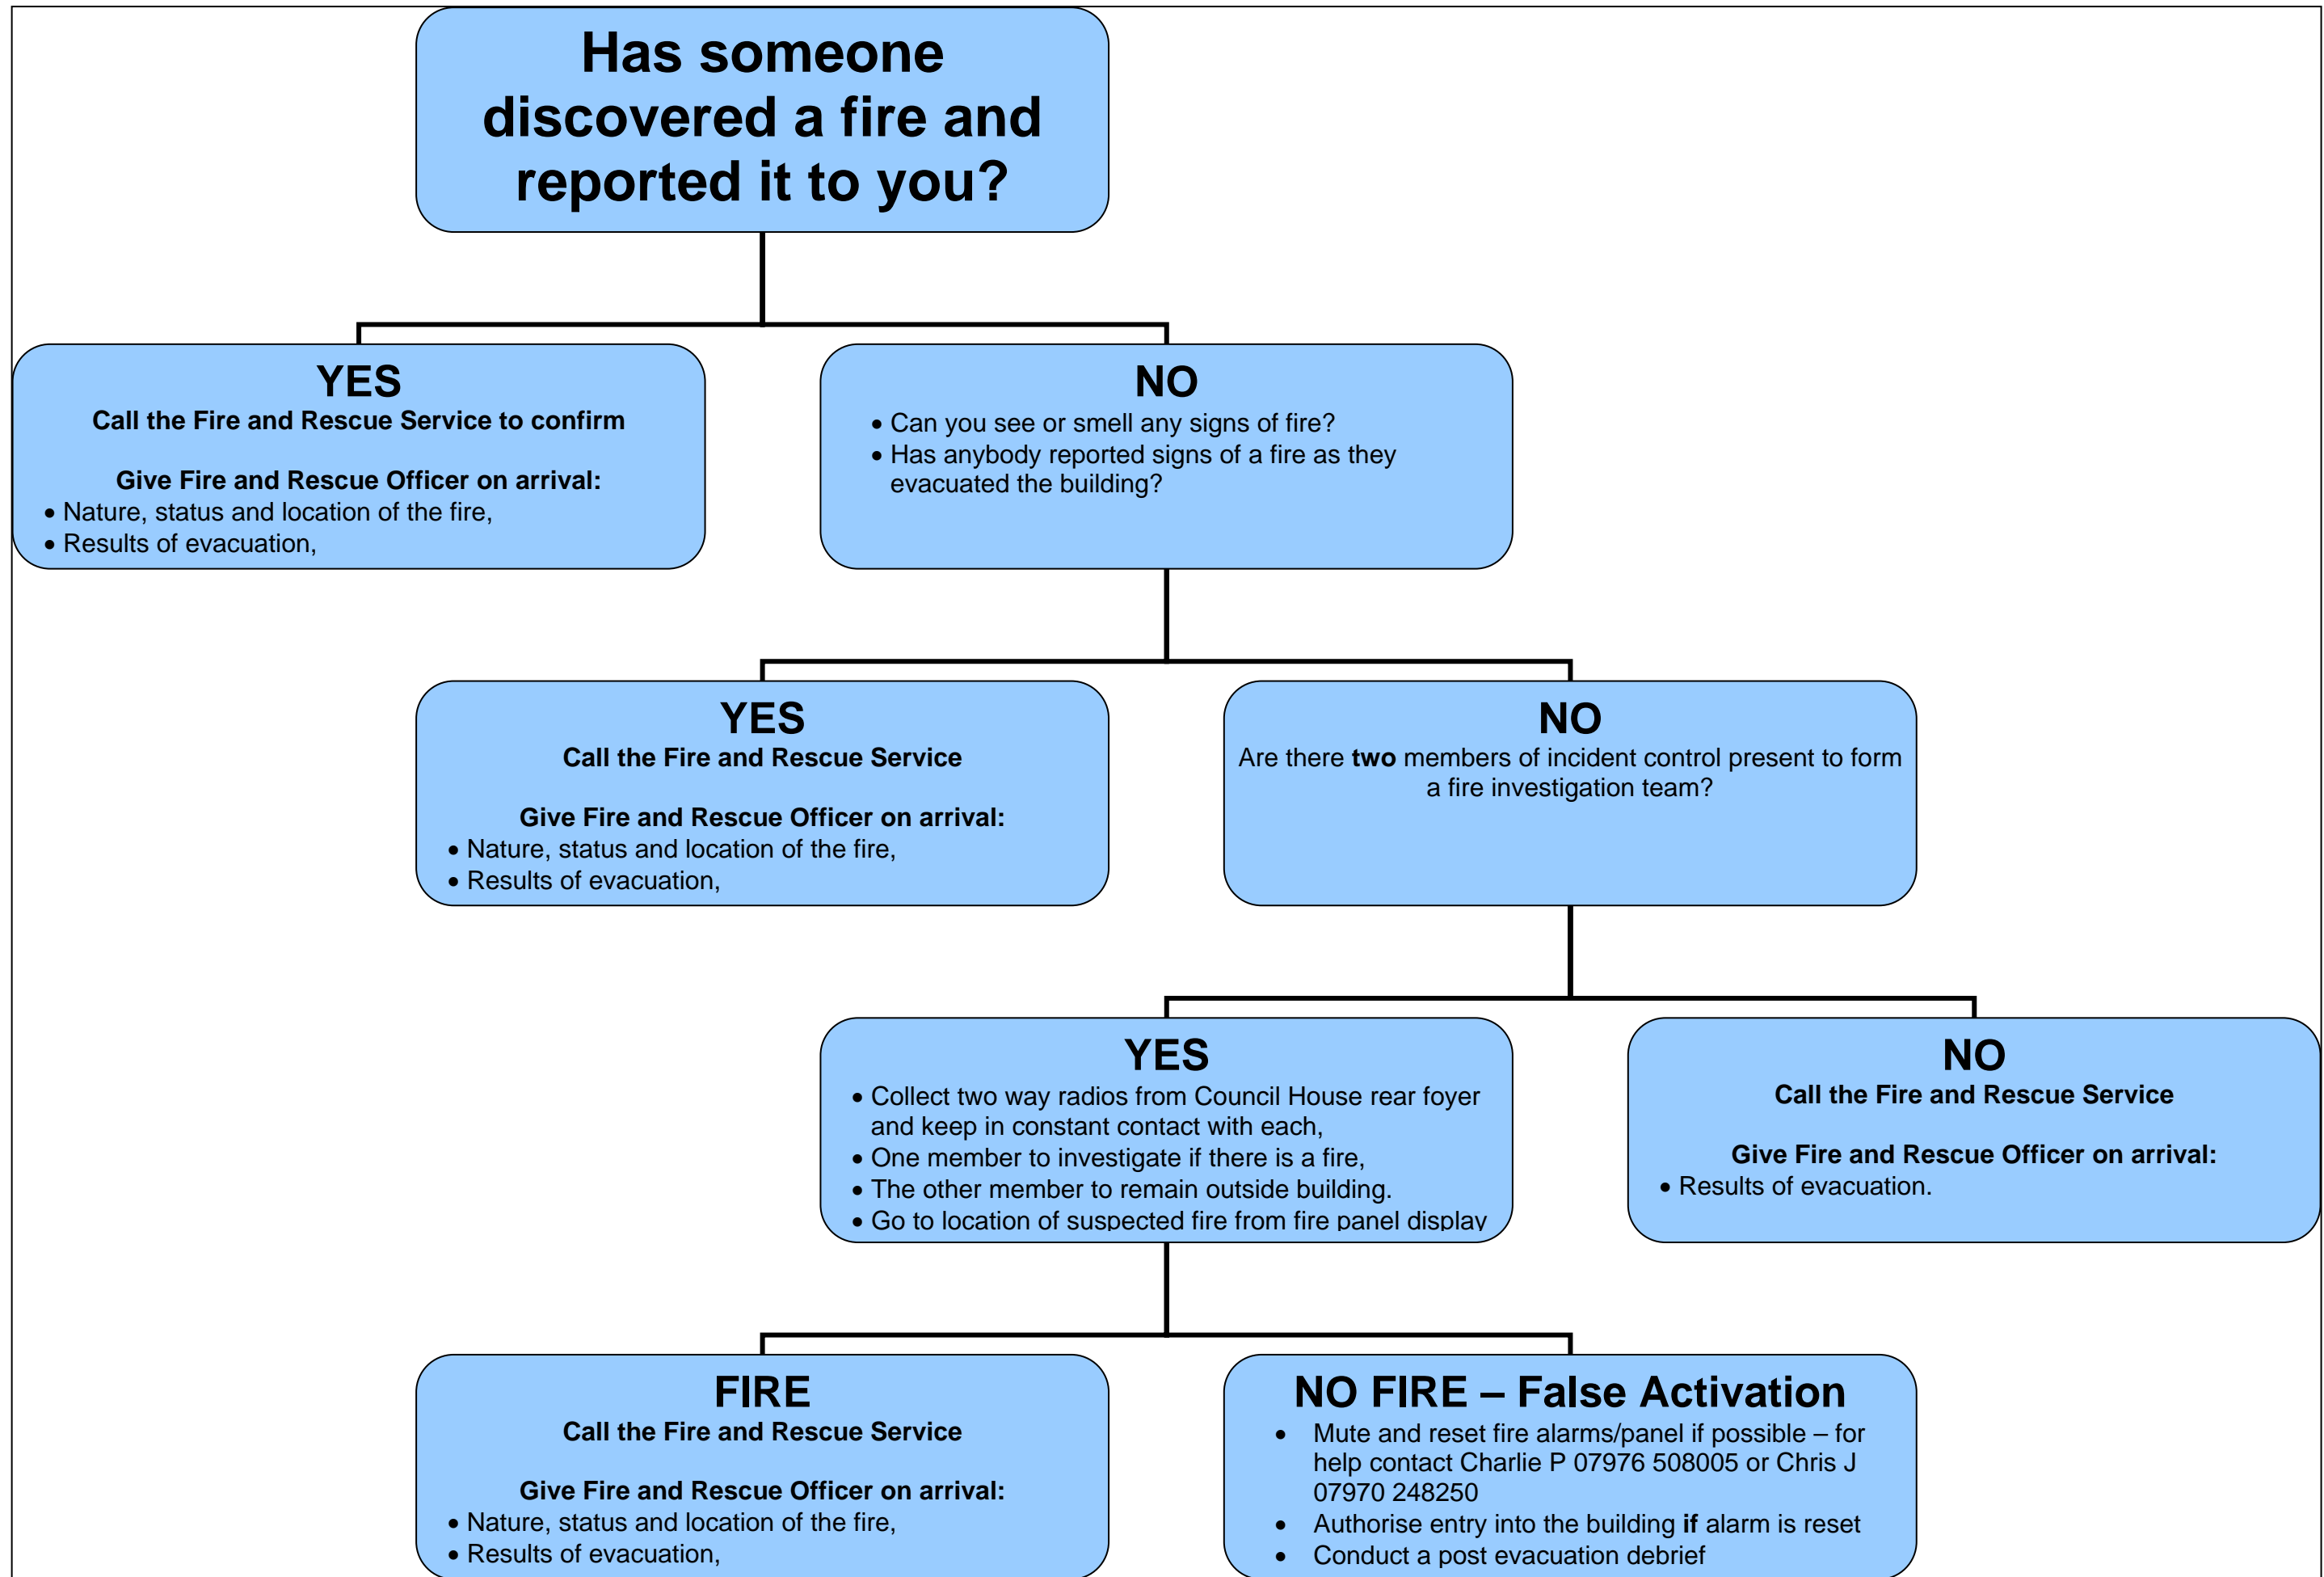 Has someone
discovered a fire and
reported it to you?
YES
Call the Fire and Rescue Service to confirm
Give Fire and Rescue Officer on arrival:
• Nature, status and location of the fire,
• Results of evacuation,
NO
• Can you see or smell any signs of fire?
• Has anybody reported signs of a fire as they
evacuated the building?
YES
Call the Fire and Rescue Service
Give Fire and Rescue Officer on arrival:
• Nature, status and location of the fire,
• Results of evacuation,
NO
Are there two members of incident control present to form
a fire investigation team?
YES
• Collect two way radios from Council House rear foyer
and keep in constant contact with each,
• One member to investigate if there is a fire,
• The other member to remain outside building.
• Go to location of suspected fire from fire panel display
NO
Call the Fire and Rescue Service
Give Fire and Rescue Officer on arrival:
• Results of evacuation.
FIRE
Call the Fire and Rescue Service
Give Fire and Rescue Officer on arrival:
• Nature, status and location of the fire,
• Results of evacuation,
NO FIRE – False Activation
• Mute and reset fire alarms/panel if possible – for
help contact Charlie P 07976 508005 or Chris J
07970 248250
• Authorise entry into the building if alarm is reset
• Conduct a post evacuation debrief